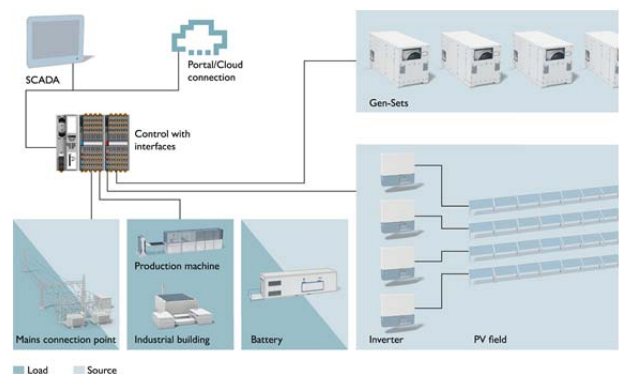 SCADA
Portal/Cloud
connection
Gen-Sets
Control with
interfaces
Production machine
Mains connection point
Industrial building
Battery
Inverter
PV field
Load
Source